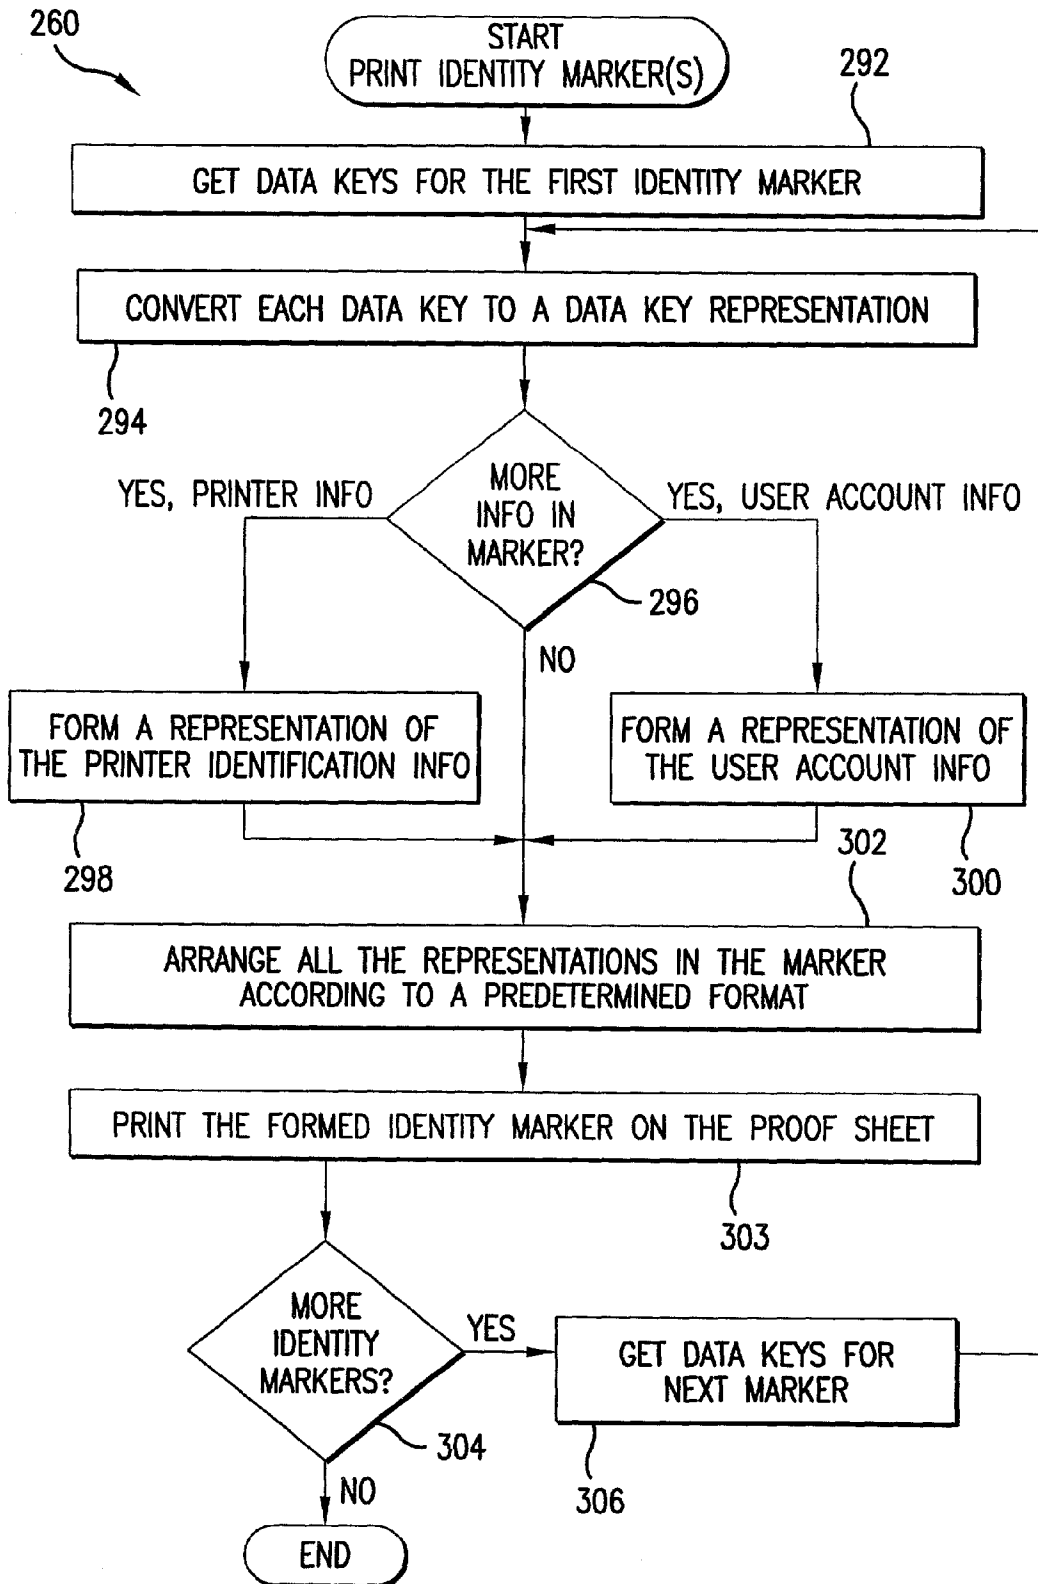 260
START
PRINT IDENTITY MARKER(S)
292
GET DATA KEYS FOR THE FIRST IDENTITY MARKER
CONVERT EACH DATA KEY TO A DATA KEY REPRESENTATION
294
MORE
INFO IN
MARKER?
YES, PRINTER INFO
YES, USER ACCOUNT INFO
296
NO
FORM A REPRESENTATION OF
THE PRINTER IDENTIFICATION INFO
298
FORM A REPRESENTATION OF
THE USER ACCOUNT INFO
300
302
ARRANGE ALL THE REPRESENTATIONS IN THE MARKER
ACCORDING TO A PREDETERMINED FORMAT
PRINT THE FORMED IDENTITY MARKER ON THE PROOF SHEET
303
MORE
IDENTITY
MARKERS?
YES
304
GET DATA KEYS FOR
NEXT MARKER
306
NO
END